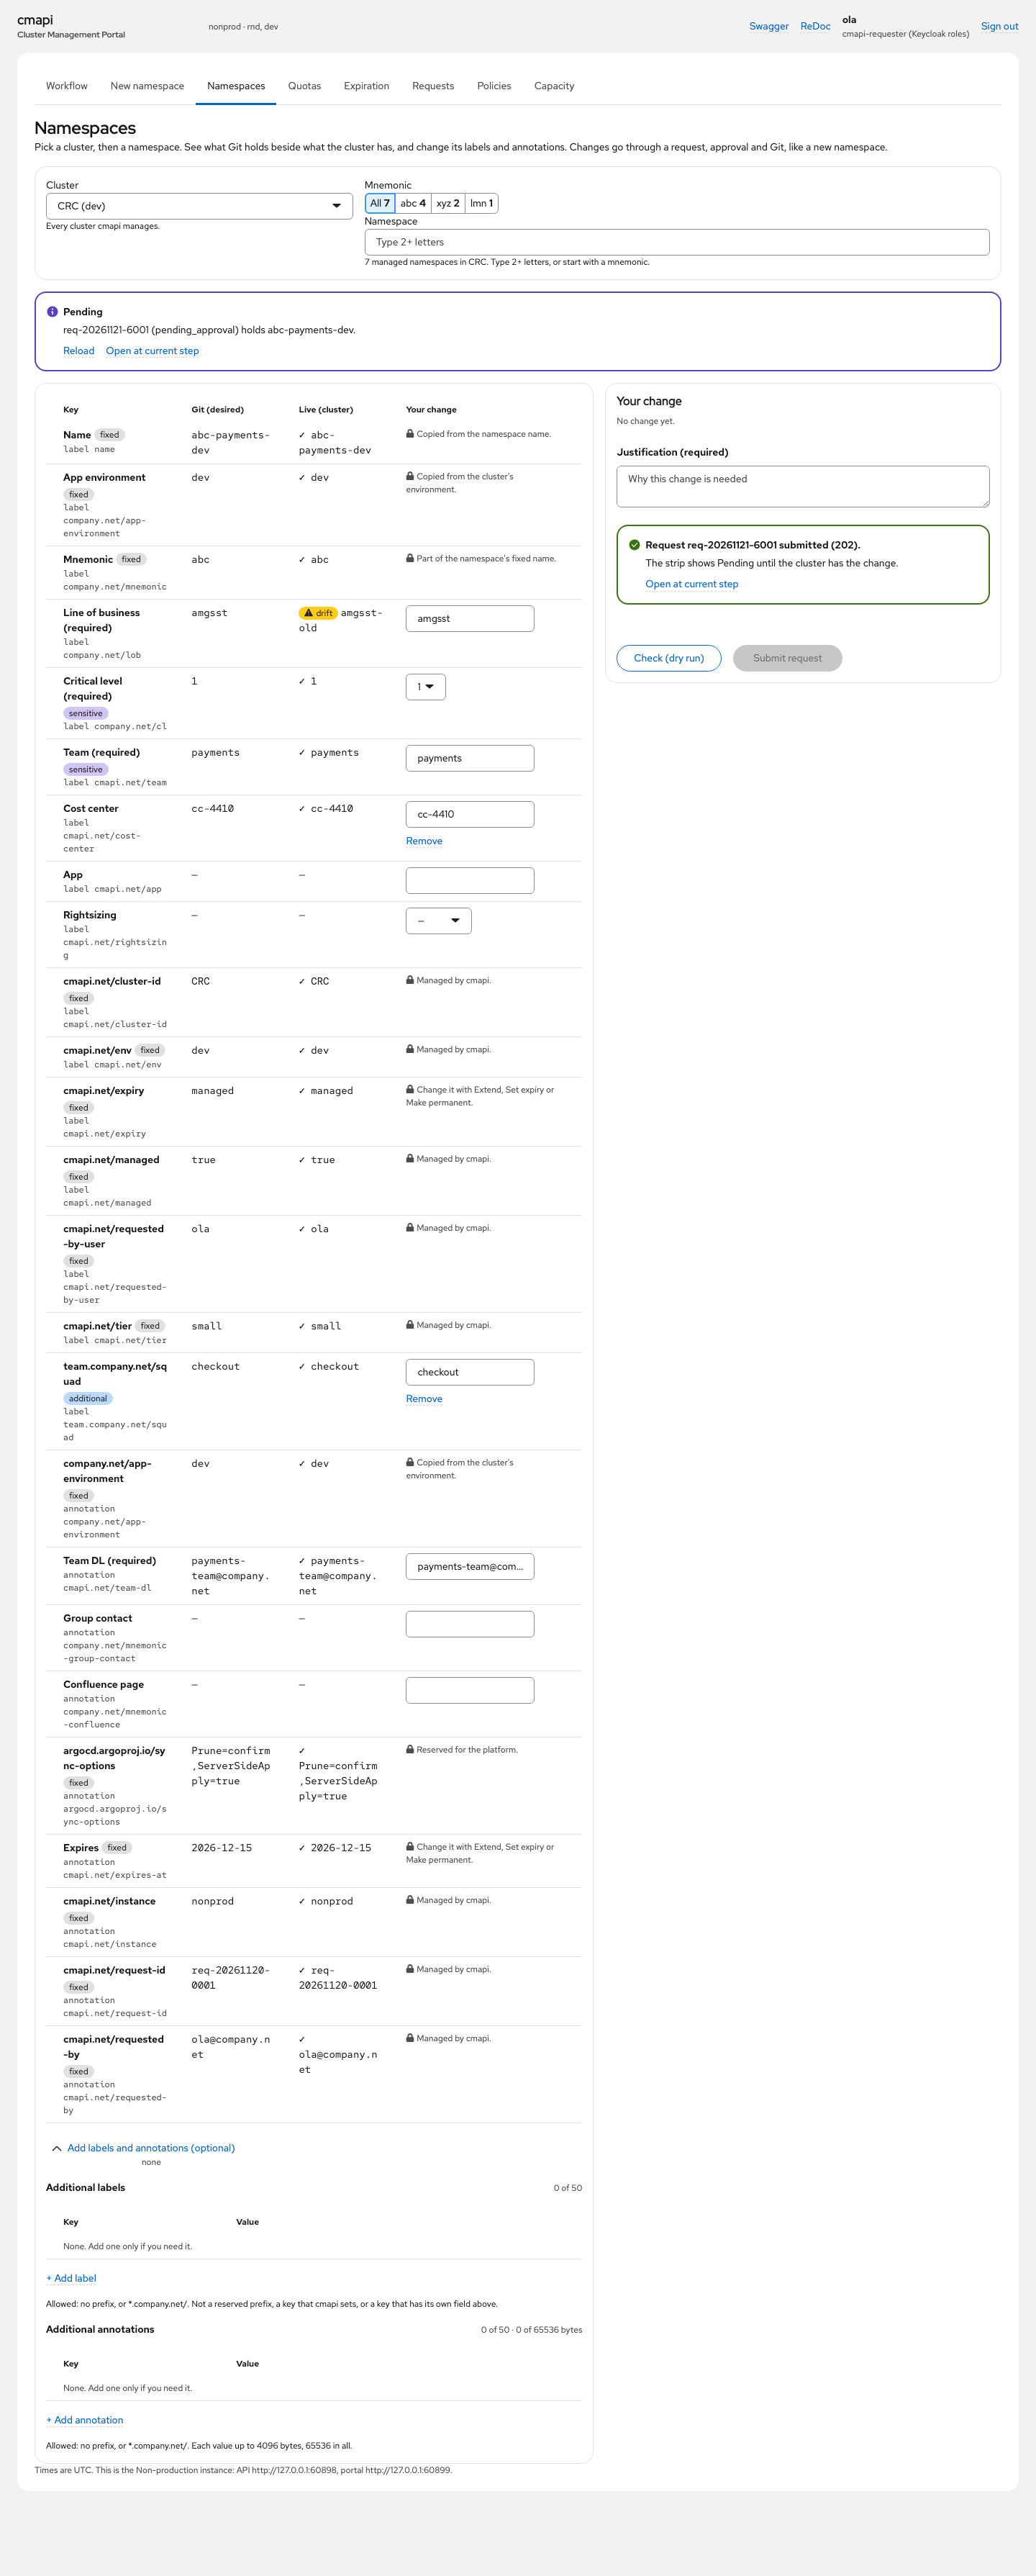 cmapi
Cluster Management Portal
nonprod · rnd, dev
Swagger
ReDoc
ola
cmapi-requester (Keycloak roles)
Sign out
Workflow
New namespace
Namespaces
Quotas
Expiration
Requests
Policies
Capacity
Namespaces
Pick a cluster, then a namespace. See what Git holds beside what the cluster has, and change its labels and annotations. Changes go through a request, approval and Git, like a new namespace.
Cluster
CRC (dev)
Every cluster cmapi manages.
Mnemonic
All 7
abc 4
xyz 2
lmn 1
Namespace
Type 2+ letters
7 managed namespaces in CRC. Type 2+ letters, or start with a mnemonic.
Pending
req-20261121-6001 (pending_approval) holds abc-payments-dev.
Reload
Open at current step
Key
Git (desired)
Live (cluster)
Your change
Name fixed
label name
abc-payments-
dev
✓ abc-
payments-dev
Copied from the namespace name.
App environment
fixed
label
company.net/app-
environment
dev
✓ dev
Copied from the cluster's
environment.
Mnemonic fixed
label
company.net/mnemonic
abc
✓ abc
Part of the namespace's fixed name.
Line of business
(required)
label
company.net/lob
amgsst
drift amgsst-
old
amgsst
Critical level
(required)
sensitive
label company.net/cl
1
✓ 1
1
Team (required)
sensitive
label cmapi.net/team
payments
✓ payments
payments
Cost center
label
cmapi.net/cost-
center
cc-4410
✓ cc-4410
cc-4410
Remove
App
label cmapi.net/app
—
—
Rightsizing
label
cmapi.net/rightsizin
g
—
—
—
cmapi.net/cluster-id
fixed
label
cmapi.net/cluster-id
CRC
✓ CRC
Managed by cmapi.
cmapi.net/env fixed
label cmapi.net/env
dev
✓ dev
Managed by cmapi.
cmapi.net/expiry
fixed
label
cmapi.net/expiry
managed
✓ managed
Change it with Extend, Set expiry or
Make permanent.
cmapi.net/managed
fixed
label
cmapi.net/managed
true
✓ true
Managed by cmapi.
cmapi.net/requested
-by-user
fixed
label
cmapi.net/requested-
by-user
ola
✓ ola
Managed by cmapi.
cmapi.net/tier fixed
label cmapi.net/tier
small
✓ small
Managed by cmapi.
team.company.net/sq
uad
additional
label
team.company.net/squ
ad
checkout
✓ checkout
checkout
Remove
company.net/app-
environment
fixed
annotation
company.net/app-
environment
dev
✓ dev
Copied from the cluster's
environment.
Team DL (required)
annotation
cmapi.net/team-dl
payments-
team@company.
net
✓ payments-
team@company.
net
payments-team@com...
Group contact
annotation
company.net/mnemonic
-group-contact
—
—
Confluence page
annotation
company.net/mnemonic
-confluence
—
—
argocd.argoproj.io/sy
nc-options
fixed
annotation
argocd.argoproj.io/s
ync-options
Prune=confirm
,ServerSideAp
ply=true
✓
Prune=confirm
,ServerSideAp
ply=true
Reserved for the platform.
Expires fixed
annotation
cmapi.net/expires-at
2026-12-15
✓ 2026-12-15
Change it with Extend, Set expiry or
Make permanent.
cmapi.net/instance
fixed
annotation
cmapi.net/instance
nonprod
✓ nonprod
Managed by cmapi.
cmapi.net/request-id
fixed
annotation
cmapi.net/request-id
req-20261120-
0001
✓ req-
20261120-0001
Managed by cmapi.
cmapi.net/requested
-by
fixed
annotation
cmapi.net/requested-
by
ola@company.n
et
✓
ola@company.n
et
Managed by cmapi.
Add labels and annotations (optional)
none
Additional labels
0 of 50
Key
Value
None. Add one only if you need it.
+ Add label
Allowed: no prefix, or *.company.net/. Not a reserved prefix, a key that cmapi sets, or a key that has its own field above.
Additional annotations
0 of 50 · 0 of 65536 bytes
Key
Value
None. Add one only if you need it.
+ Add annotation
Allowed: no prefix, or *.company.net/. Each value up to 4096 bytes, 65536 in all.
Your change
No change yet.
Justification (required)
Why this change is needed
Request req-20261121-6001 submitted (202).
The strip shows Pending until the cluster has the change.
Open at current step
Check (dry run)
Submit request
Times are UTC. This is the Non-production instance: API http://127.0.0.1:60898, portal http://127.0.0.1:60899.